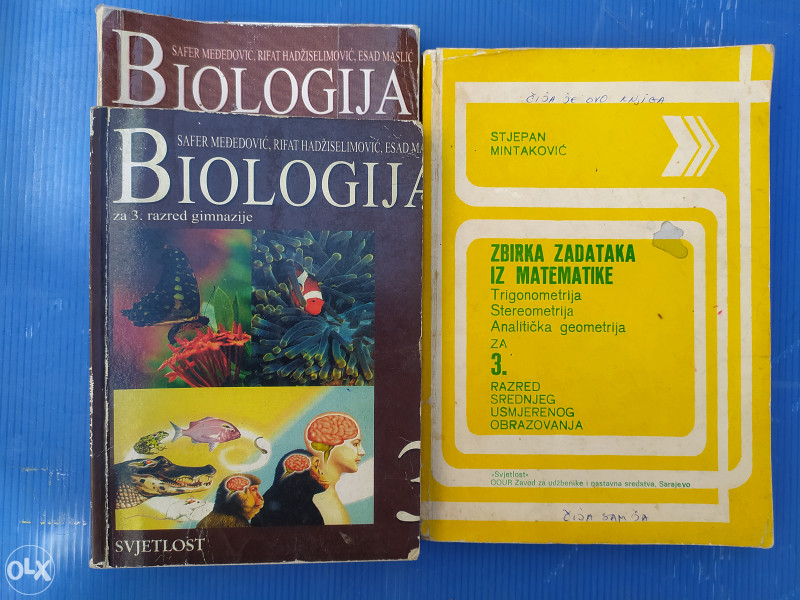 SAFER MEĐEDOVIĆ, RIFAT HADŽISELIMOVIĆ, ESAD MASLIĆ
BIOLOGIJA
SAFER MEĐEDOVIĆ, RIFAT HADŽISELIMOVIĆ, ESAD MA
BIOLOGIJA
za 3. razred gimnazije
3
SVJETLOST
ČIJA JE OVO KNJIGA
STJEPAN
MINTAKOVIĆ
ZBIRKA ZADATAKA
IZ MATEMATIKE
Trigonometrija
Stereometrija
Analitička geometrija
ZA
3.
RAZRED
SREDNJEG
USMJERENOG
OBRAZOVANJA
»Svjetlost«
OOUR Zavod za udžbenike i nastavna sredstva, Sarajevo
ČIJA SAM JA
OLX